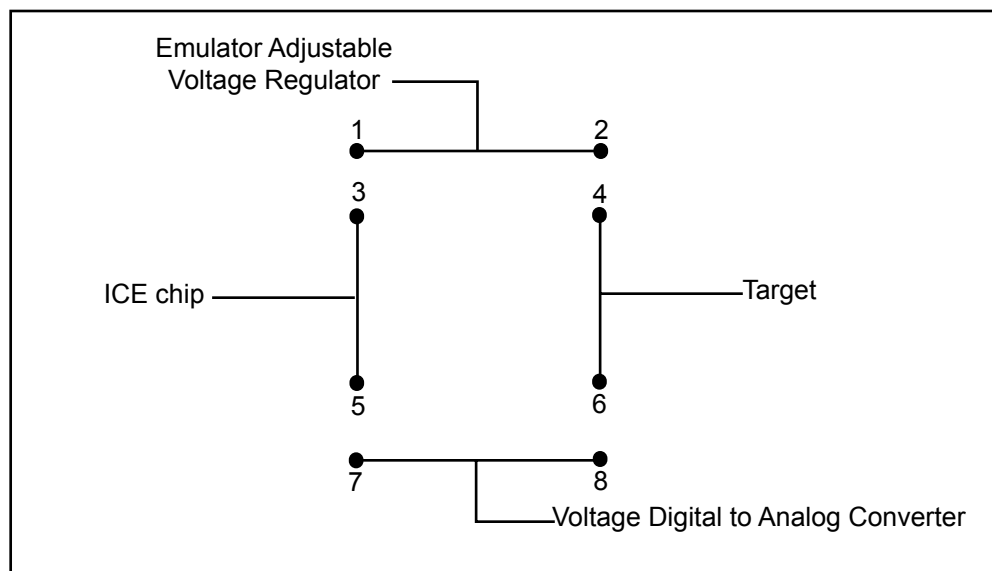 Emulator Adjustable
Voltage Regulator
1
2
3
4
ICE chip
Target
5
6
7
8
Voltage Digital to Analog Converter